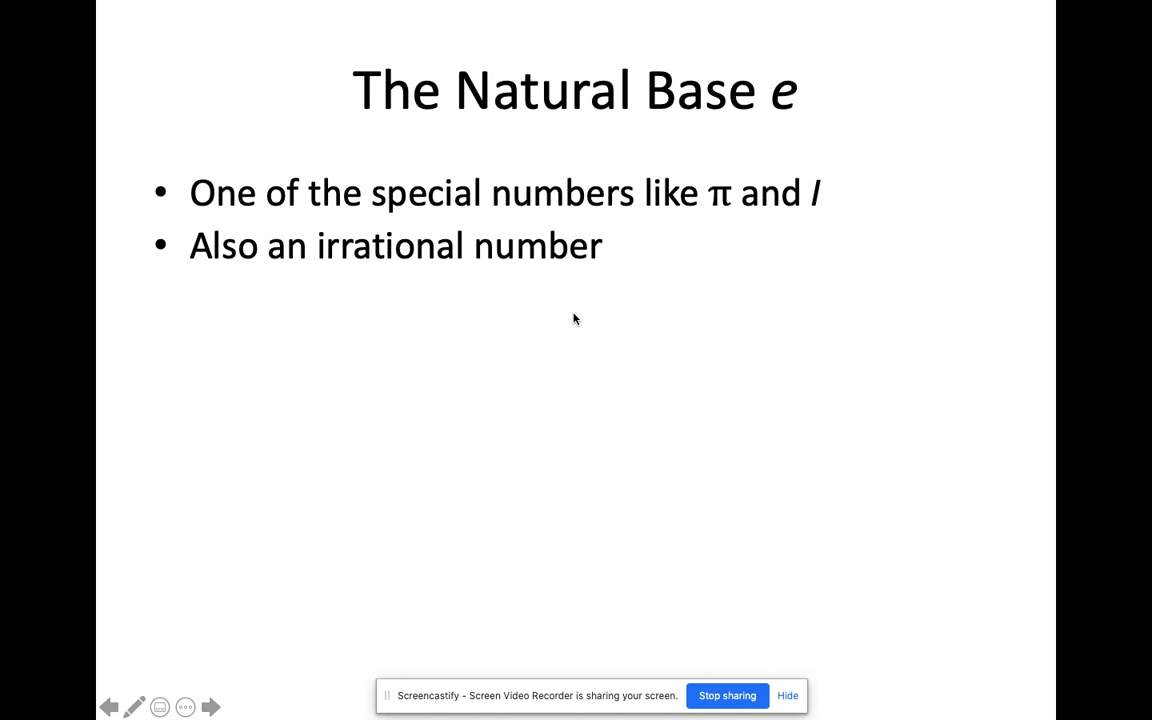 The Natural Base e
• One of the special numbers like π and I
• Also an irrational number
Screencastify - Screen Video Recorder is sharing your screen. Stop sharing Hide